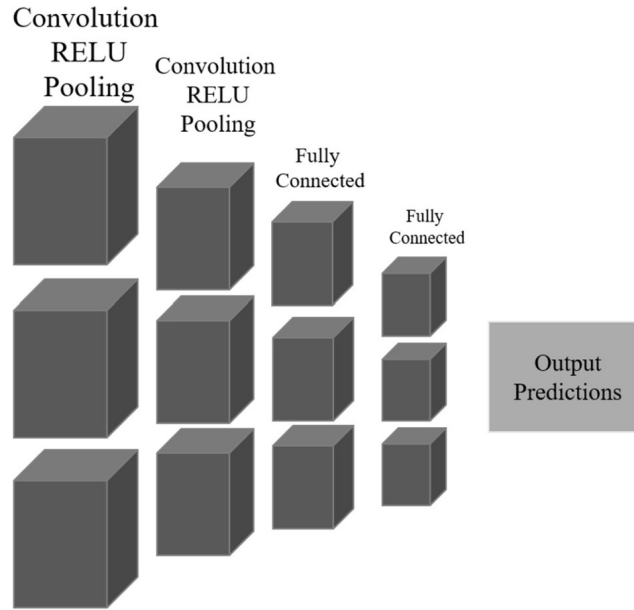 Convolution
RELU
Pooling
Convolution
RELU
Pooling
Fully
Connected
Fully
Connected
Output
Predictions